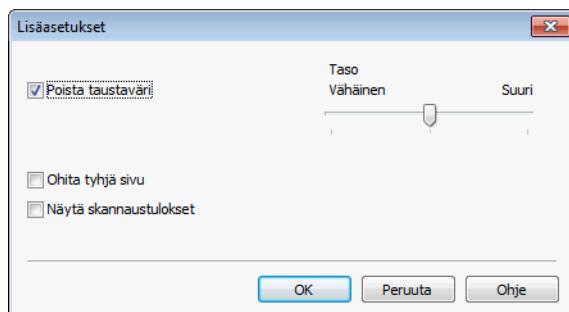 Lisäasetukset
Taso
Poista taustaväri
Vähäinen Suuri
Ohita tyhjä sivu
Näytä skannaustulokset
OK Peruuta Ohje